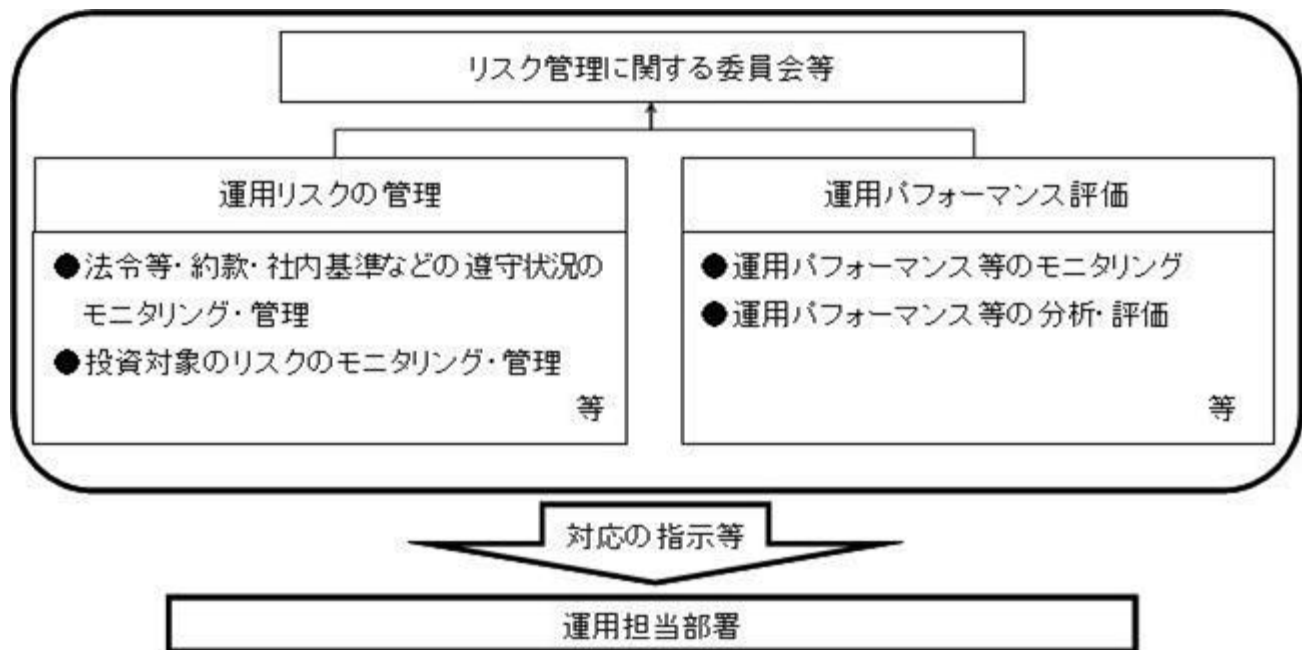 リスク管理に関する委員会等
運用リスクの管理
●法令等・約款・社内基準などの遵守状況の
モニタリング・管理
●投資対象のリスクのモニタリング・管理
等
運用パフォーマンス評価
●運用パフォーマンス等のモニタリング
●運用パフォーマンス等の分析・評価
等
対応の指示等
運用担当部署